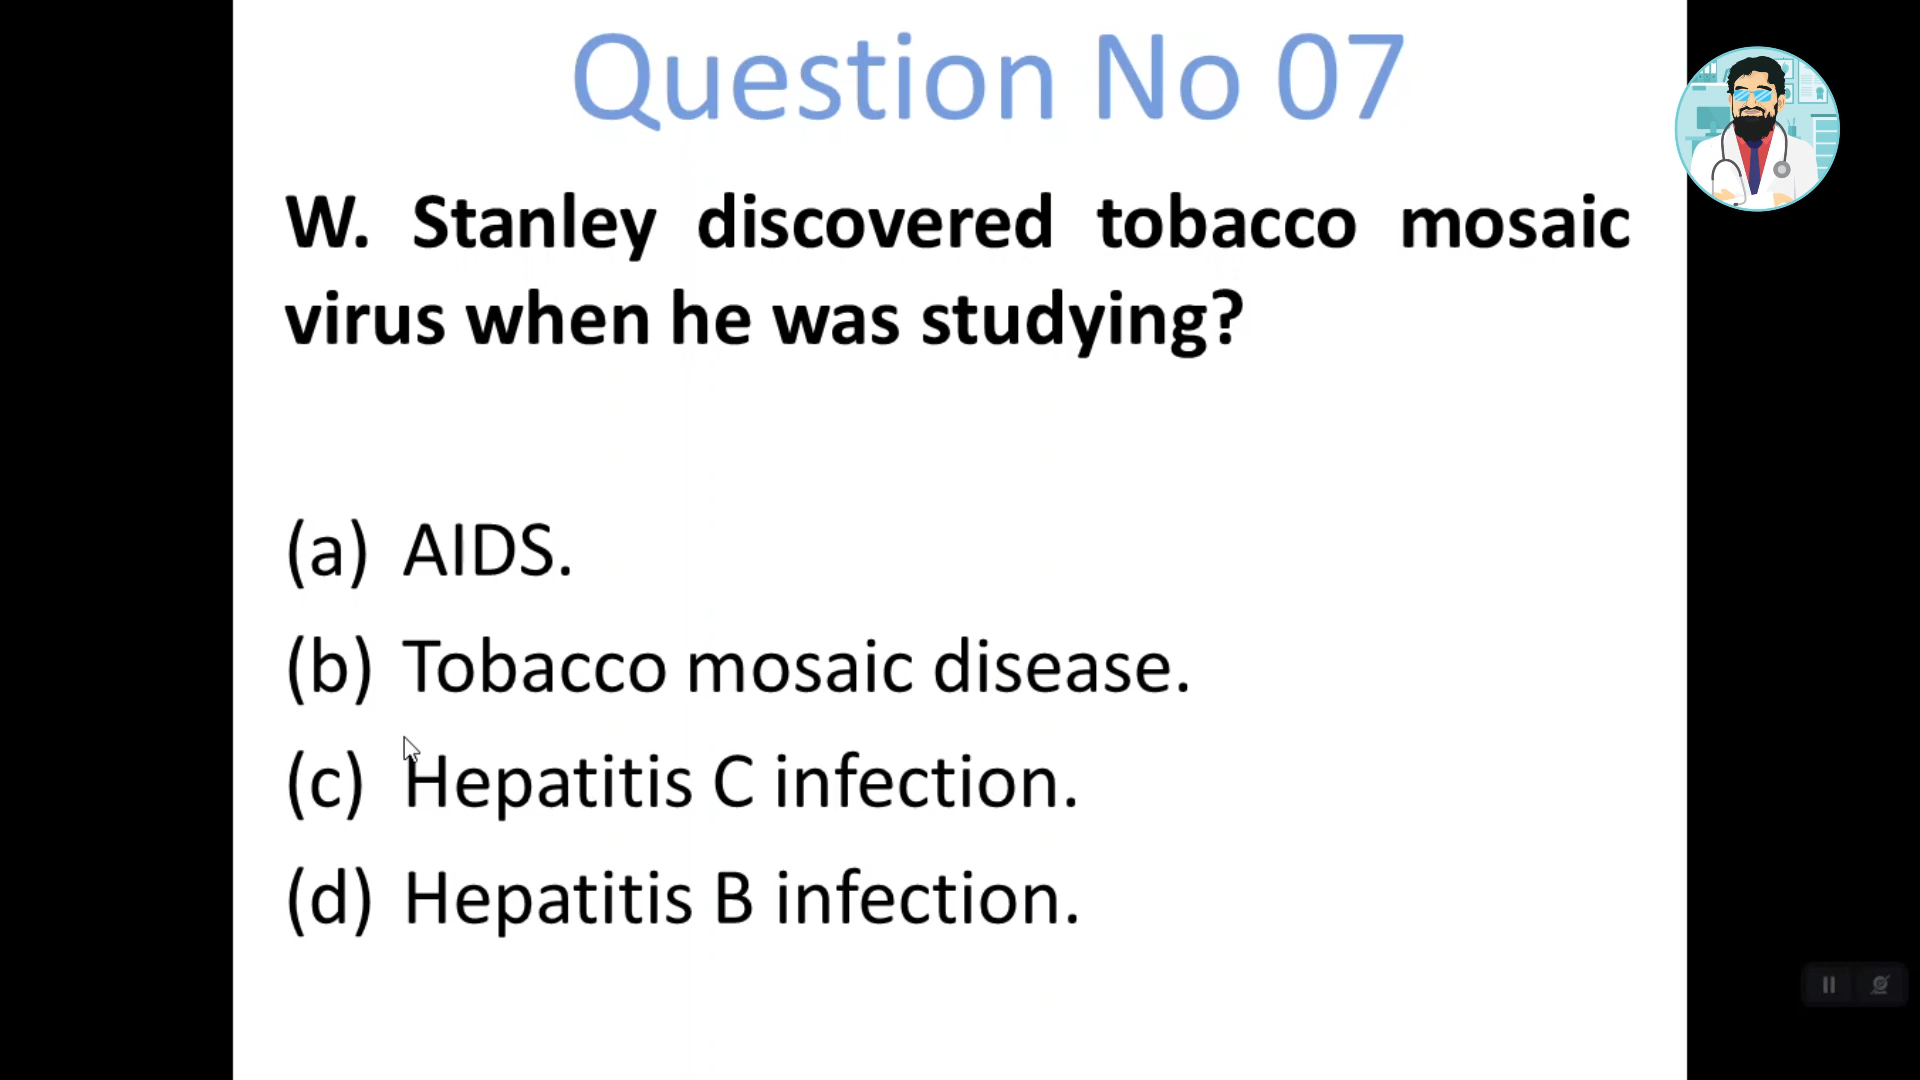 Question No 07
W. Stanley discovered tobacco mosaic
virus when he was studying?
(a) AIDS.
(b) Tobacco mosaic disease.
(c) Hepatitis C infection.
(d) Hepatitis B infection.